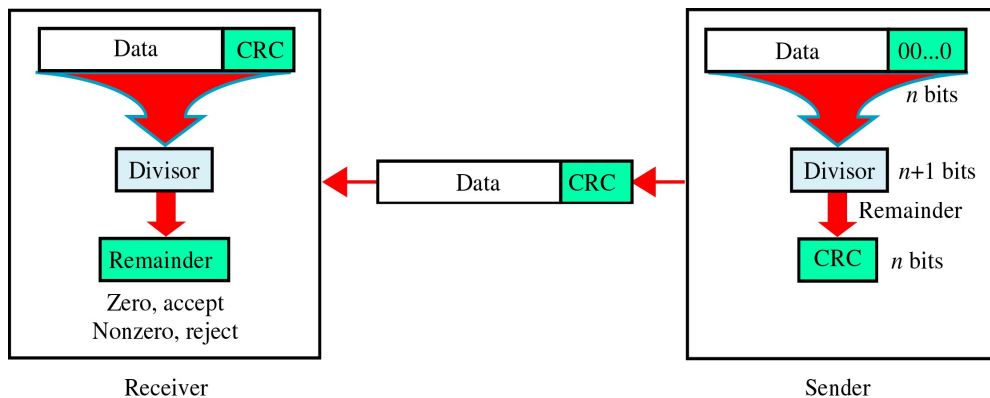 Data CRC
Divisor
Remainder
Zero, accept
Nonzero, reject
Receiver
Data CRC
Data 00...0
n bits
Divisor n+1 bits
Remainder
CRC n bits
Sender